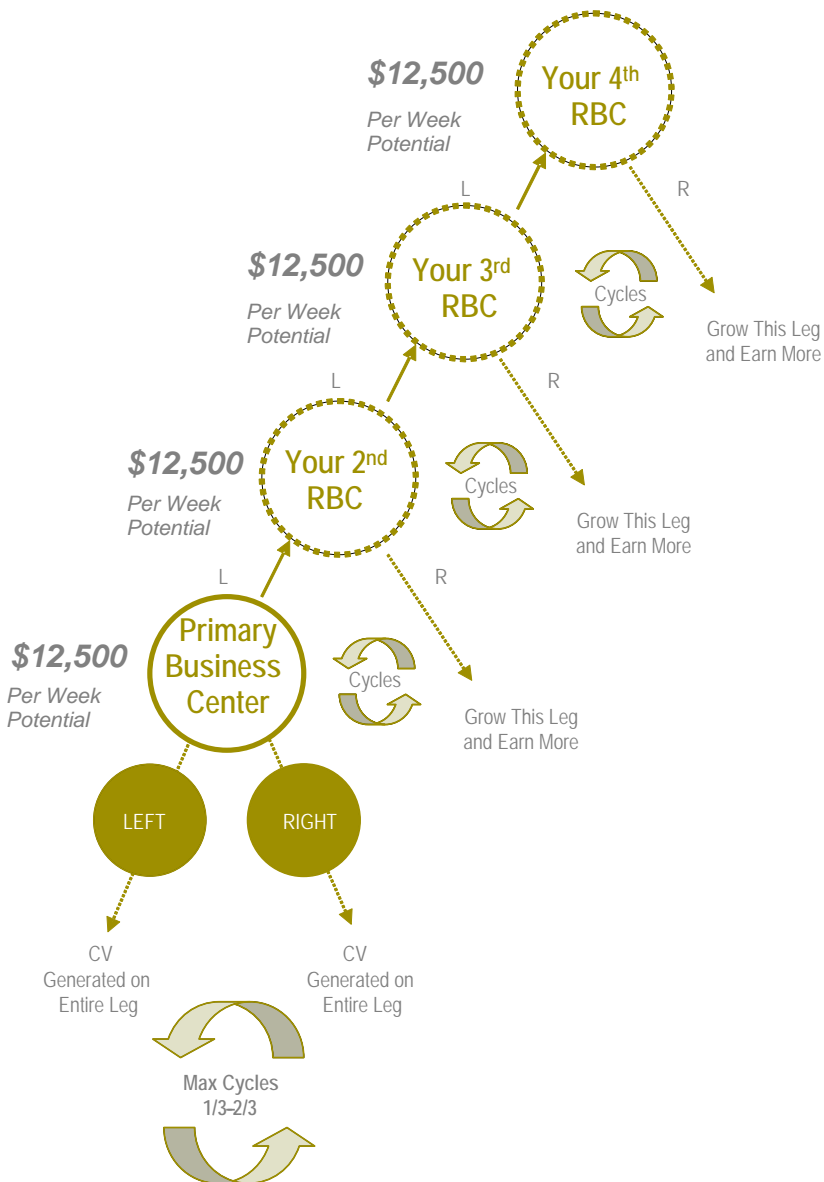 $12,500
Per Week
Potential
Your 4th
RBC
L
R
$12,500
Per Week
Potential
Your 3rd
RBC
Cycles
Grow This Leg
and Earn More
L
R
$12,500
Per Week
Potential
Your 2nd
RBC
Cycles
Grow This Leg
and Earn More
L
R
$12,500
Per Week
Potential
Primary
Business
Center
Cycles
Grow This Leg
and Earn More
LEFT
RIGHT
CV
Generated on
Entire Leg
CV
Generated on
Entire Leg
Max Cycles
1/3–2/3